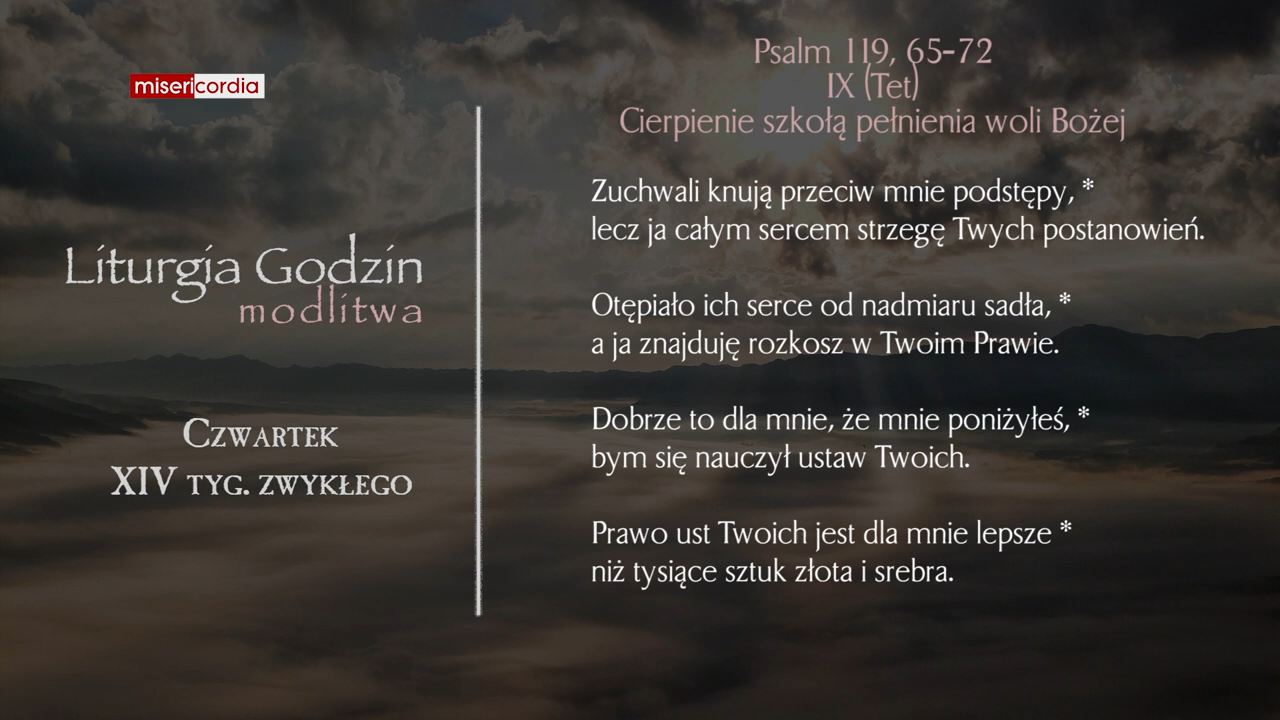 misericordia
Liturgia Godzin
modlitwa
Czwartek
XIV tyg. zwykłego
Psalm 119, 65-72
IX (Tet)
Cierpienie szkołą pełnienia woli Bożej
Zuchwali knują przeciw mnie podstępy, *
lecz ja całym sercem strzegę Twych postanowień.
Otępiało ich serce od nadmiaru sadła, *
a ja znajduję rozkosz w Twoim Prawie.
Dobrze to dla mnie, że mnie poniżyłeś, *
bym się nauczył ustaw Twoich.
Prawo ust Twoich jest dla mnie lepsze *
niż tysiące sztuk złota i srebra.